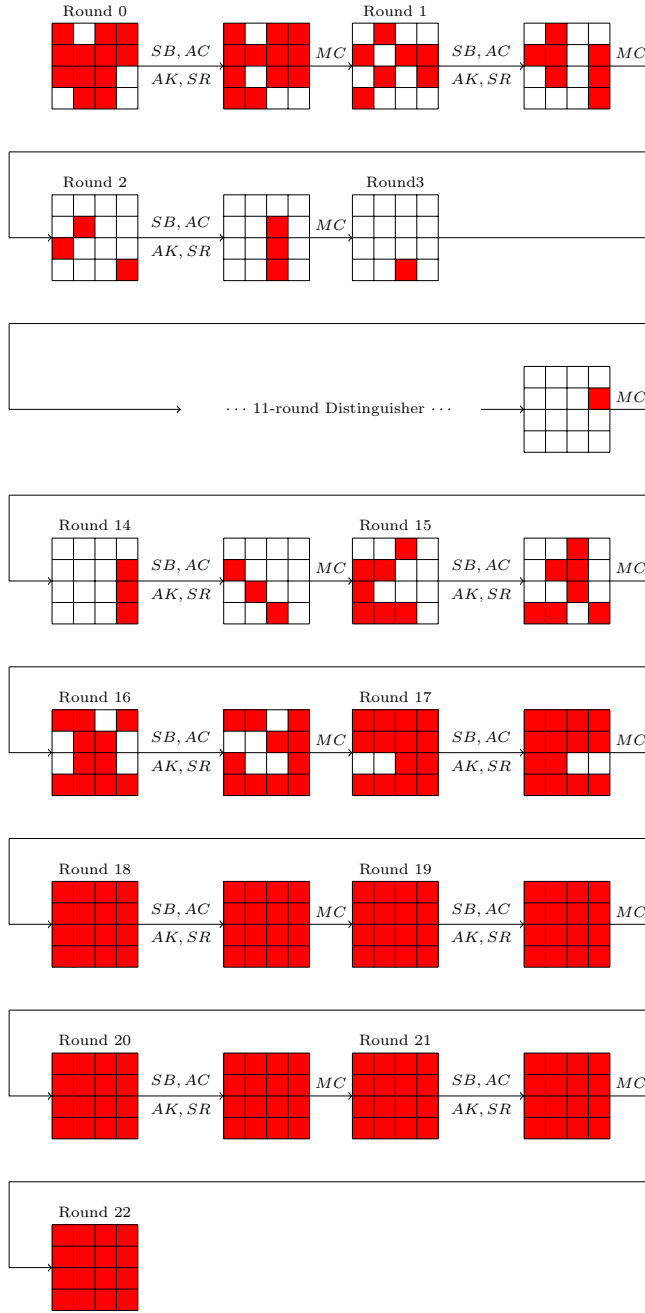 Round 0 Round 1
SB, AC MC SB, AC MC
AK, SR AK, SR
Round 2 Round3
SB, AC MC
AK, SR
MC
⋯ 11-round Distinguisher ⋯
Round 14 Round 15
SB, AC MC SB, AC MC
AK, SR AK, SR
Round 16 Round 17
SB, AC MC SB, AC MC
AK, SR AK, SR
Round 18 Round 19
SB, AC MC SB, AC MC
AK, SR AK, SR
Round 20 Round 21
SB, AC MC SB, AC MC
AK, SR AK, SR
Round 22